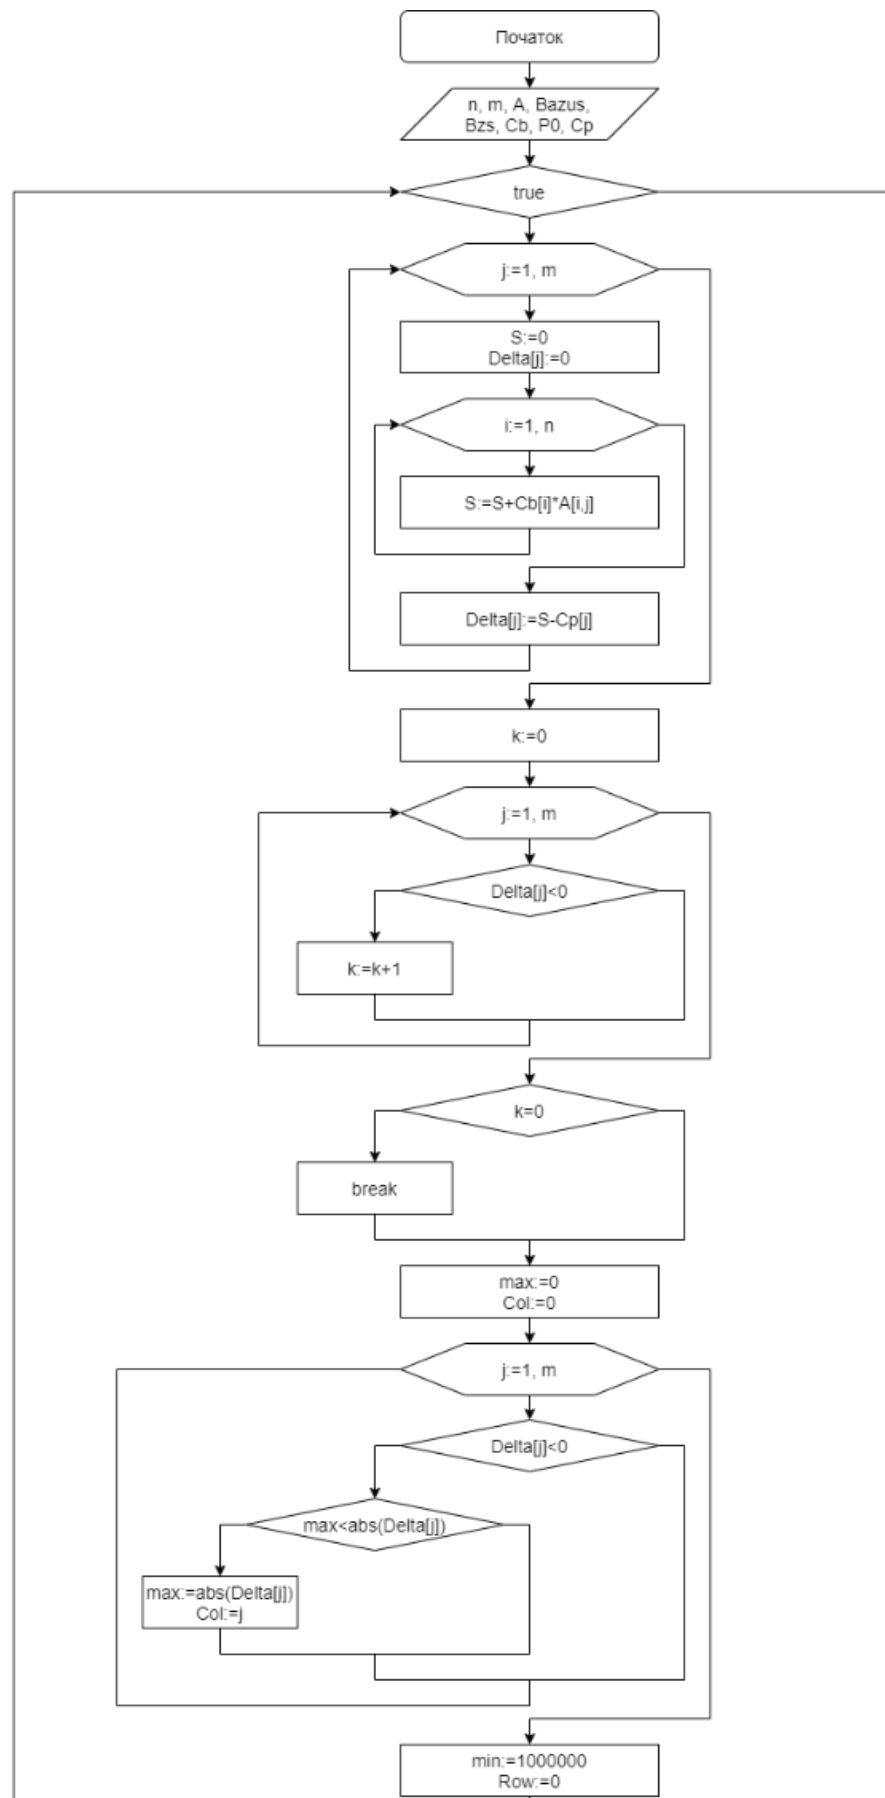 Початок
n, m, A, Bazus,
Bzs, Cb, P0, Cp
true
j:=1, m
S:=0
Delta[j]:=0
i:=1, n
S:=S+Cb[i]*A[i,j]
Delta[j]:=S-Cp[j]
k:=0
j:=1, m
Delta[j]<0
k:=k+1
k=0
break
max:=0
Col:=0
j:=1, m
Delta[j]<0
max<abs(Delta[j])
max:=abs(Delta[j])
Col:=j
min:=1000000
Row:=0